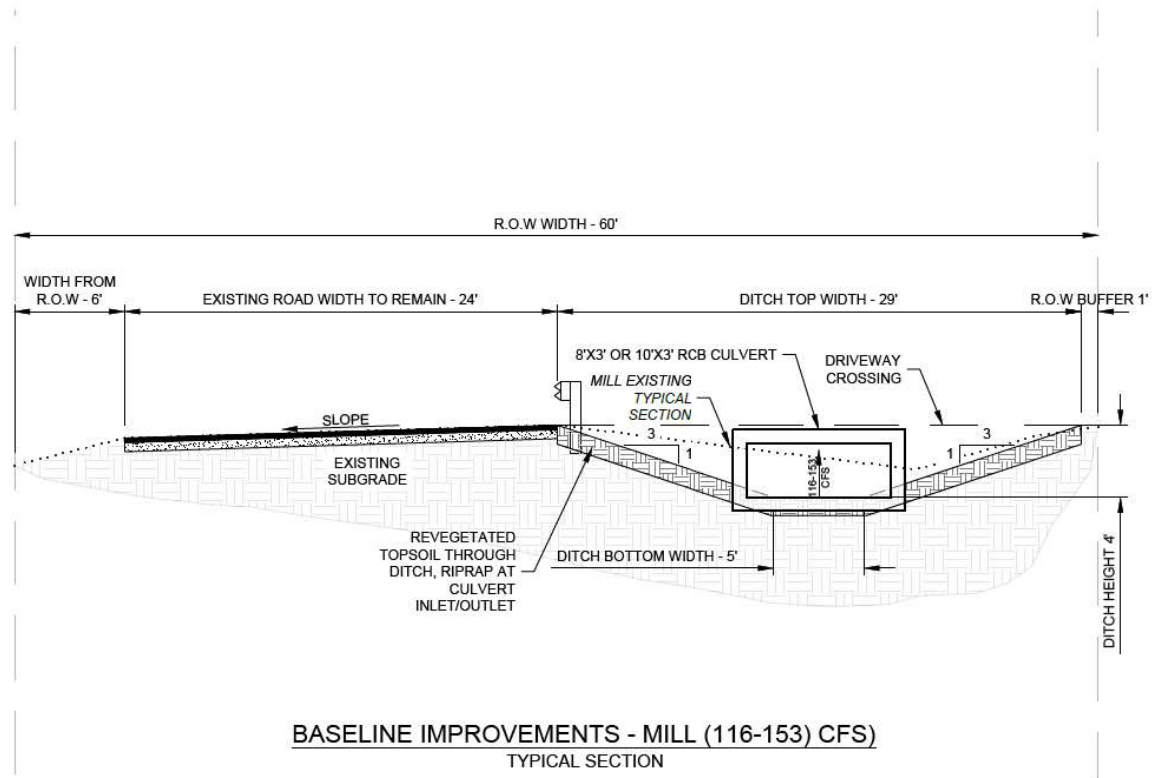 R.O.W WIDTH - 60'
WIDTH FROM
R.O.W - 6'
EXISTING ROAD WIDTH TO REMAIN - 24'
DITCH TOP WIDTH - 29'
R.O.W BUFFER 1'
8'X3' OR 10'X3' RCB CULVERT
DRIVEWAY
CROSSING
MILL EXISTING
TYPICAL
SECTION
SLOPE
3
1
3
1
116-153
CFS
EXISTING
SUBGRADE
REVEGETATED
TOPSOIL THROUGH
DITCH, RIPRAP AT
CULVERT
INLET/OUTLET
DITCH BOTTOM WIDTH - 5'
DITCH HEIGHT 4'
BASELINE IMPROVEMENTS - MILL (116-153) CFS)
TYPICAL SECTION